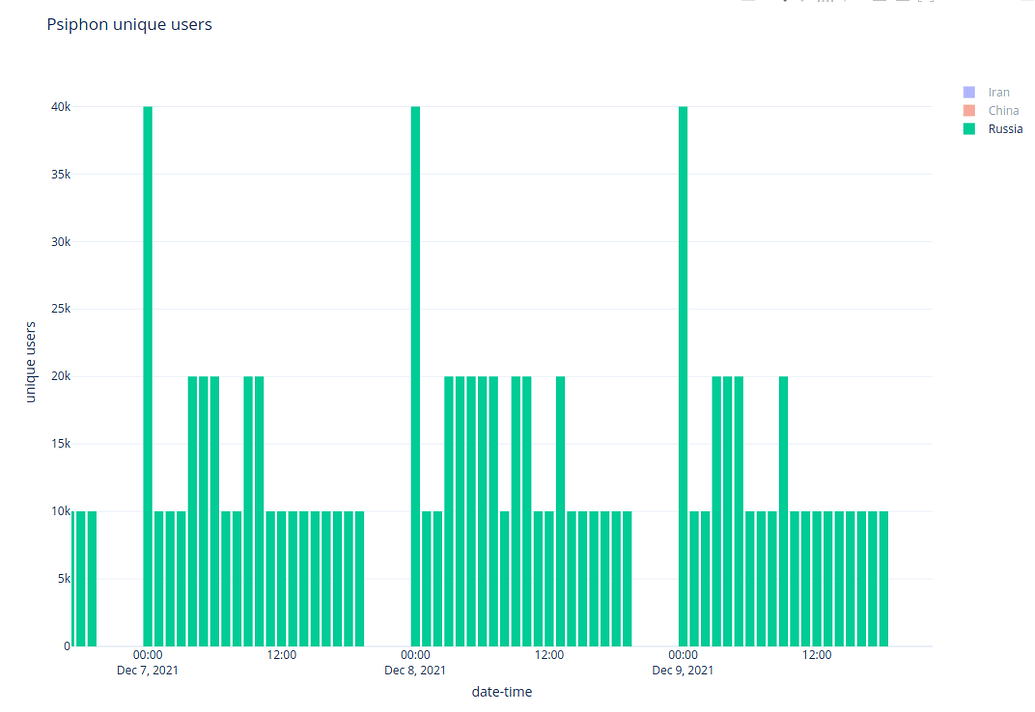 Psiphon unique users
Iran
China
Russia
40k
35k
30k
25k
20k
15k
10k
5k
0
unique users
00:00
Dec 7, 2021
12:00
00:00
Dec 8, 2021
12:00
00:00
Dec 9, 2021
12:00
date-time